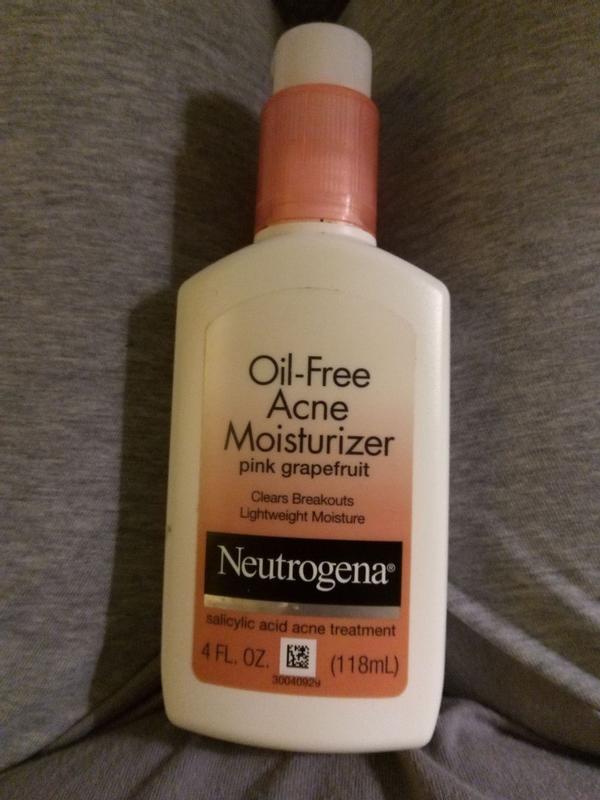 Oil-Free
Acne
Moisturizer
pink grapefruit
Clears Breakouts
Lightweight Moisture
Neutrogena®
salicylic acid acne treatment
4 FL. OZ. (118mL)
30040929